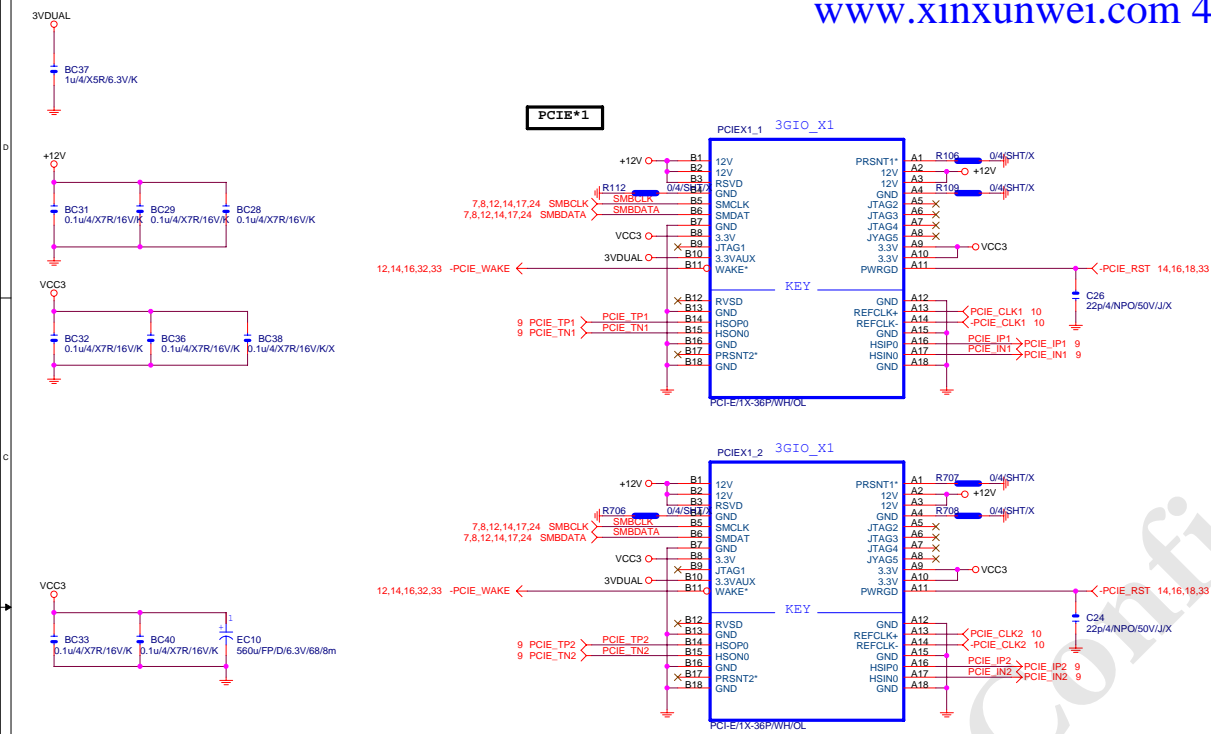 www.xinxunwei.com 4
3VDUAL
BC37
1u/4/X5R/6.3V/K
D
+12V
BC31
0.1u/4/X7R/16V/K
BC29
0.1u/4/X7R/16V/K
BC28
0.1u/4/X7R/16V/K
VCC3
BC32
0.1u/4/X7R/16V/K
BC36
0.1u/4/X7R/16V/K
BC38
0.1u/4/X7R/16V/K/X
C
VCC3
BC33
0.1u/4/X7R/16V/K
BC40
0.1u/4/X7R/16V/K
1
+
EC10
560u/FP/D/6.3V/68/8m
PCIE*1
PCIEX1_1 3GIO_X1
+12V B1 12V PRSNT1* A1 R106 0/4/SHT/X
B2 12V 12V A2 +12V
B3 RSVD 12V A3
R112 0/4/SHT/X B4 GND GND A4 R109 0/4/SHT/X
7,8,12,14,17,24 SMBCLK SMBCLK B5 SMCLK JTAG2 A5
7,8,12,14,17,24 SMBDATA SMBDATA B6 SMDAT JTAG3 A6
B7 GND JTAG4 A7
VCC3 B8 3.3V JYAG5 A8
B9 JTAG1 3.3V A9 VCC3
3VDUAL B10 3.3VAUX 3.3V A10
12,14,16,32,33 -PCIE_WAKE B11 WAKE* PWRGD A11 -PCIE_RST 14,16,18,33
KEY
C26
22p/4/NPO/50V/J/X
B12 RVSD GND A12
B13 GND REFCLK+ A13 PCIE_CLK1 10
9 PCIE_TP1 PCIE_TP1 B14 HSOP0 REFCLK- A14 -PCIE_CLK1 10
9 PCIE_TN1 PCIE_TN1 B15 HSON0 GND A15
B16 GND HSIP0 A16 PCIE_IP1 PCIE_IP1 9
B17 PRSNT2* HSIN0 A17 PCIE_IN1 PCIE_IN1 9
B18 GND GND A18
PCI-E/1X-36P/WH/OL
PCIEX1_2 3GIO_X1
+12V B1 12V PRSNT1* A1 R707 0/4/SHT/X
B2 12V 12V A2 +12V
B3 RSVD 12V A3
R706 0/4/SHT/X B4 GND GND A4 R708 0/4/SHT/X
7,8,12,14,17,24 SMBCLK SMBCLK B5 SMCLK JTAG2 A5
7,8,12,14,17,24 SMBDATA SMBDATA B6 SMDAT JTAG3 A6
B7 GND JTAG4 A7
VCC3 B8 3.3V JYAG5 A8
B9 JTAG1 3.3V A9 VCC3
3VDUAL B10 3.3VAUX 3.3V A10
12,14,16,32,33 -PCIE_WAKE B11 WAKE* PWRGD A11 -PCIE_RST 14,16,18,33
KEY
C24
22p/4/NPO/50V/J/X
B12 RVSD GND A12
B13 GND REFCLK+ A13 PCIE_CLK2 10
9 PCIE_TP2 PCIE_TP2 B14 HSOP0 REFCLK- A14 -PCIE_CLK2 10
9 PCIE_TN2 PCIE_TN2 B15 HSON0 GND A15
B16 GND HSIP0 A16 PCIE_IP2 PCIE_IP2 9
B17 PRSNT2* HSIN0 A17 PCIE_IN2 PCIE_IN2 9
B18 GND GND A18
PCI-E/1X-36P/WH/OL
Confi